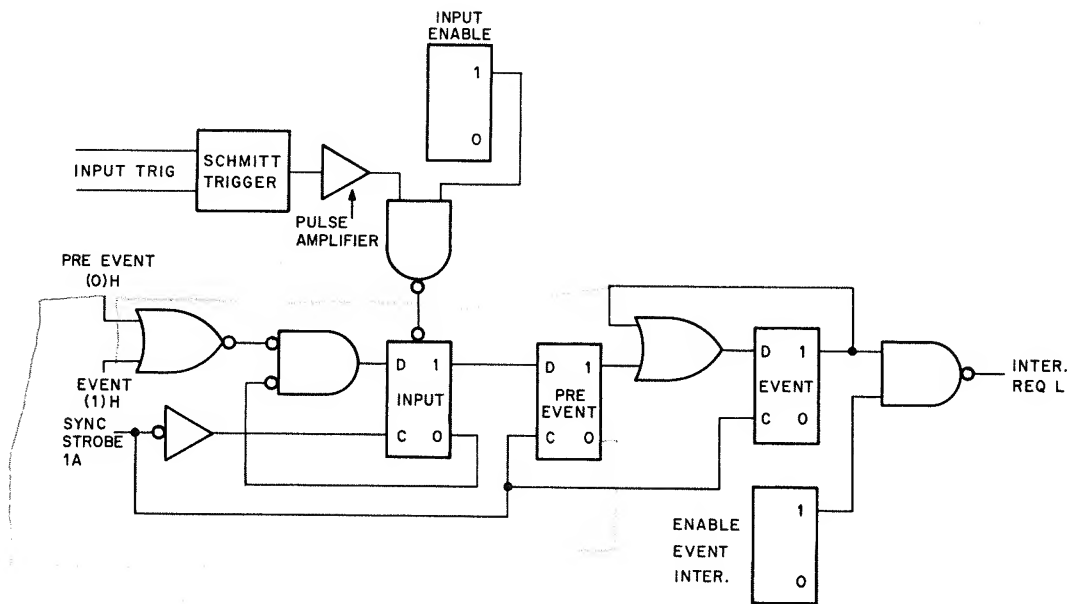 INPUT
ENABLE
1
0
INPUT TRIG
SCHMITT
TRIGGER
PULSE
AMPLIFIER
PRE EVENT
(0)H
EVENT
(1)H
SYNC
STROBE
1A
D 1
INPUT
C 0
D 1
PRE
EVENT
C 0
D 1
EVENT
C 0
INTER.
REQ L
ENABLE
EVENT
INTER.
1
0